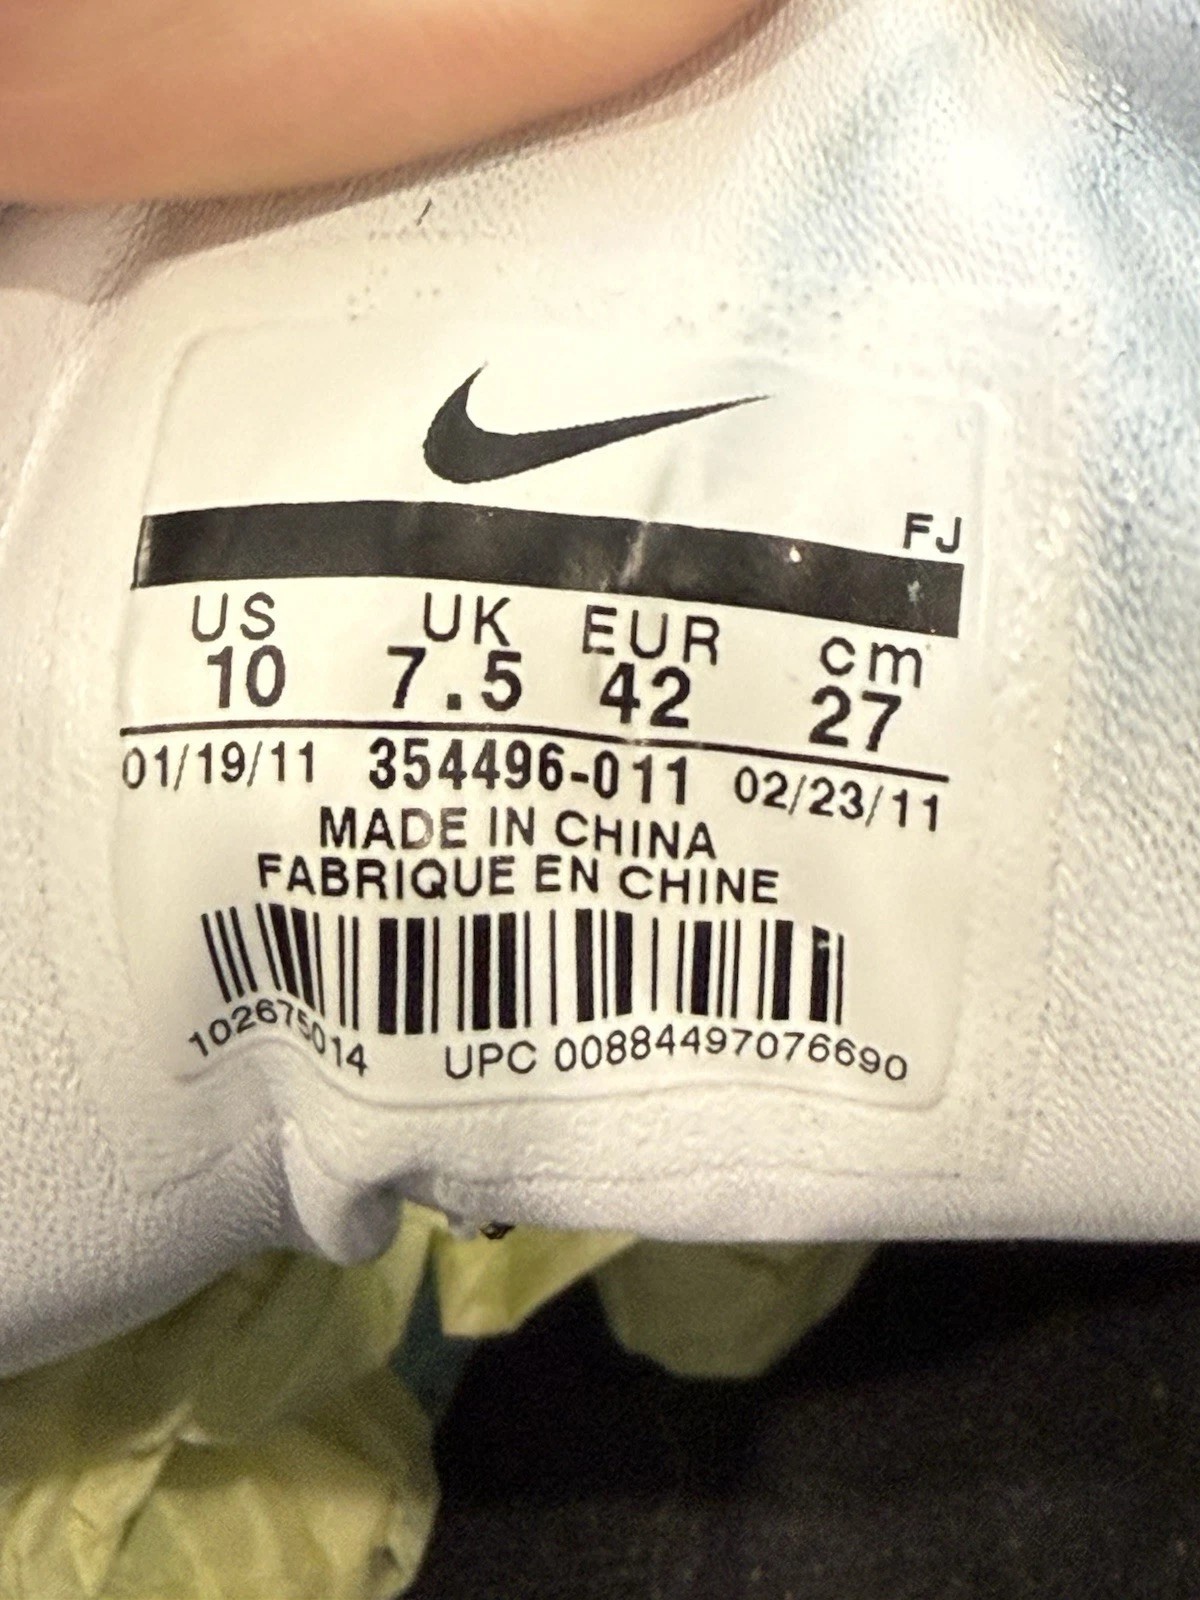 FJ
US UK EUR cm
10 7.5 42 27
01/19/11 354496-011 02/23/11
MADE IN CHINA
FABRIQUE EN CHINE
102675014 UPC 00884497076690